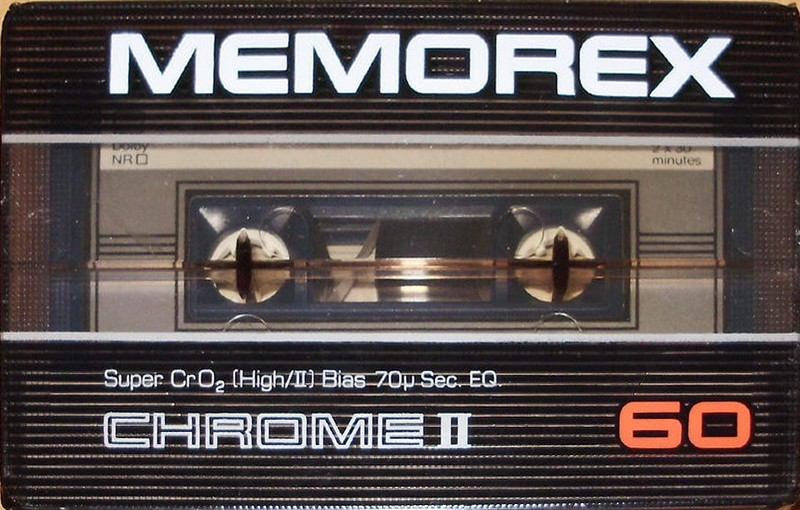 MEMOREX
Dolby
NR
2 x 30
minutes
Super CrO₂ (High/II) Bias 70μ Sec. EQ.
CHROME II
60